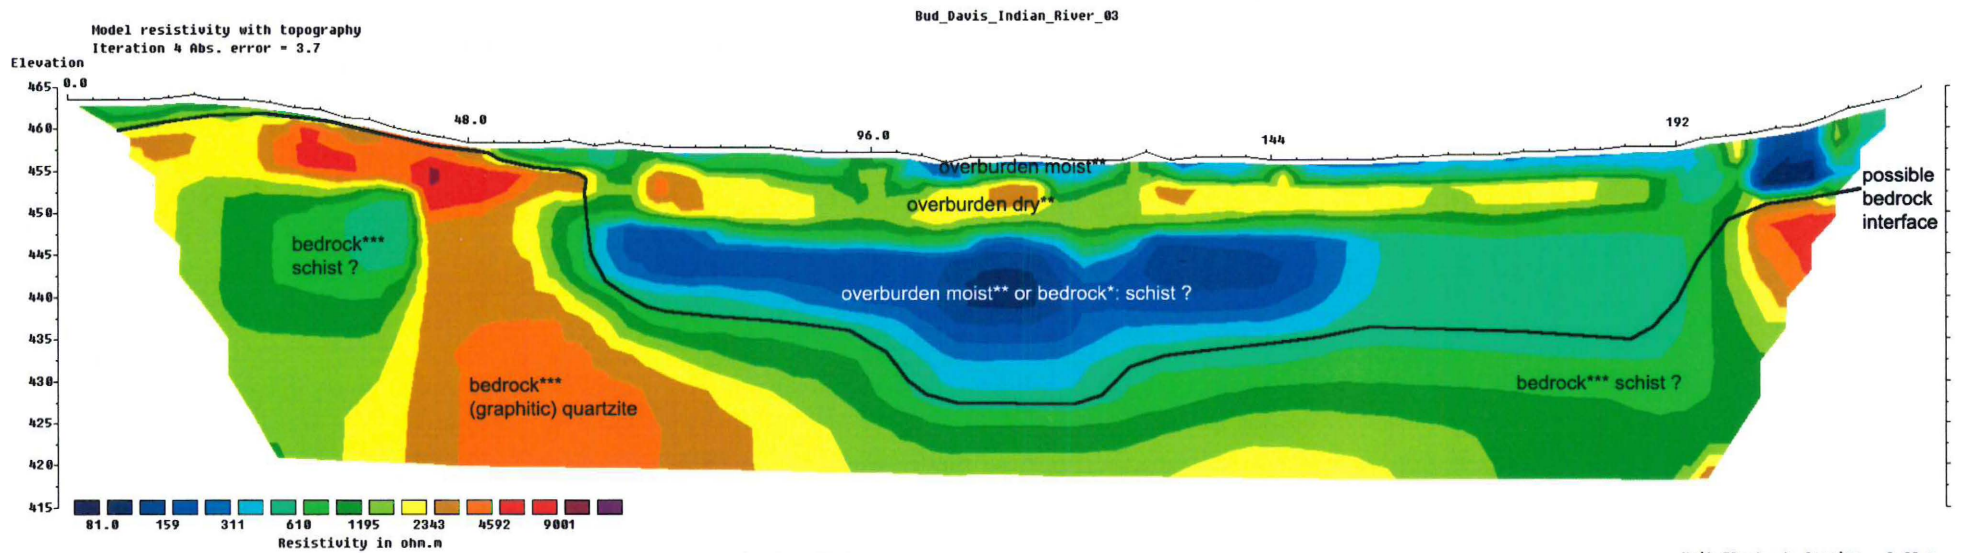 Bud_Davis_Indian_River_03
Model resistivity with topography
Iteration 4 Abs. error = 3.7
Elevation
465
0.0
460
48.0
96.0
144
192
455
overburden moist**
possible
bedrock
interface
450
overburden dry**
bedrock***
schist ?
445
440
overburden moist** or bedrock*: schist ?
435
430
bedrock***
(graphitic) quartzite
bedrock*** schist ?
425
420
415
81.0 159 311 610 1195 2343 4592 9001
Resistivity in ohm.m